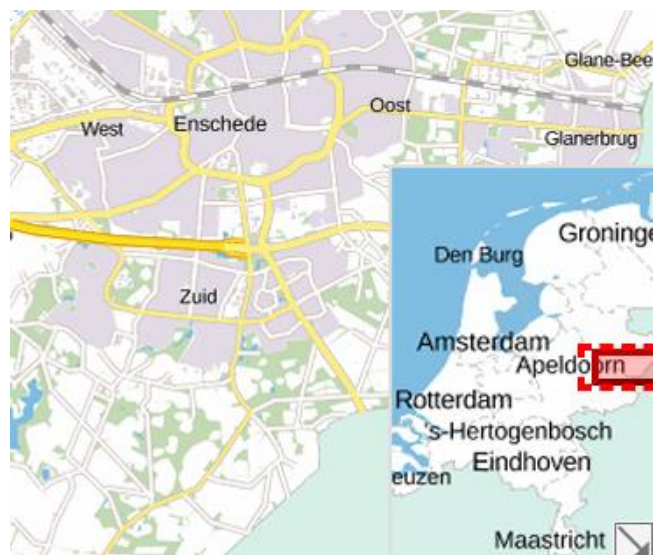 Glane-Bee
Oost
West
Enschede
Glanerbrug
Groninge
Den Burg
Zuid
Amsterdam
Apeldoorn
Rotterdam
's-Hertogenbosch
Eindhoven
euzen
Maastricht